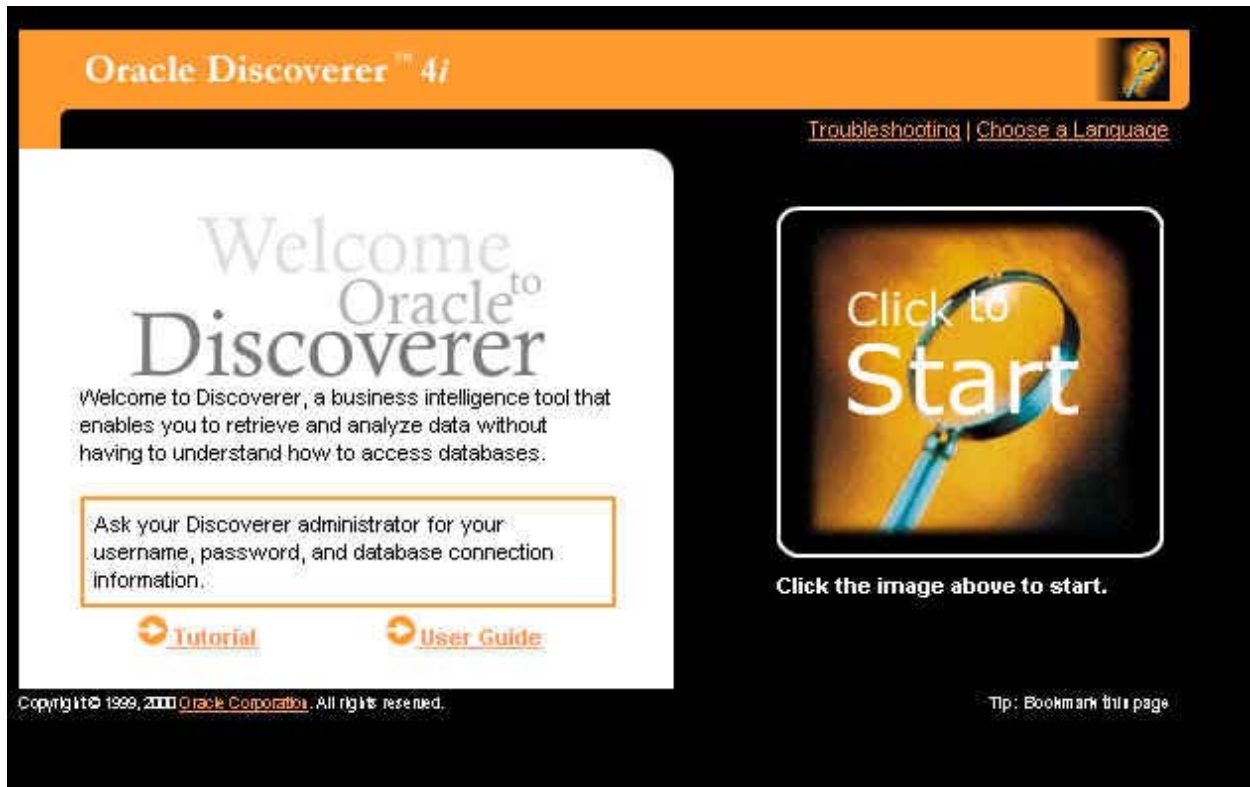 Oracle Discoverer ™ 4i
Troubleshooting | Choose a Language
Welcome
to
Oracle
Discoverer
Welcome to Discoverer, a business intelligence tool that
enables you to retrieve and analyze data without
having to understand how to access databases.
Ask your Discoverer administrator for your
username, password, and database connection
information.
Tutorial
User Guide
Click to
Start
Click the image above to start.
Copyright© 1999, 2000 Oracle Corporation. All rights reserved.
Tip: Bookmark this page